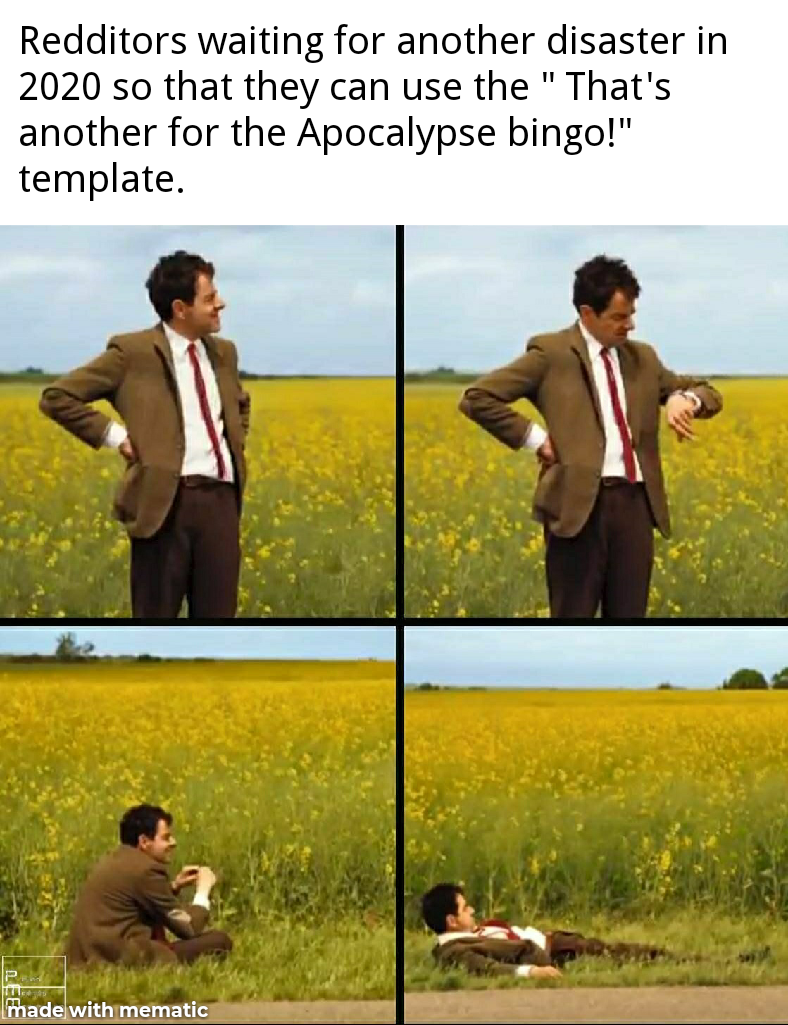 Redditors waiting for another disaster in
2020 so that they can use the " That's
another for the Apocalypse bingo!"
template.
made with mematic